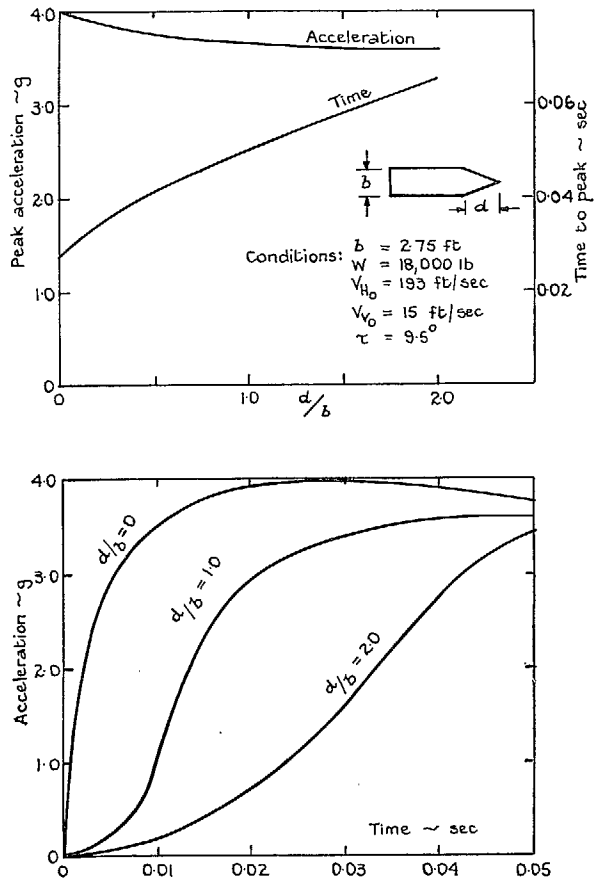 4.0
3.0
2.0
1.0
0
Peak acceleration ~g
Acceleration
Time
0.06
0.04
0.02
Time to peak ~ sec
b
d
Conditions:
b = 2.75 ft
W = 18,000 lb
V_H₀ = 193 ft/sec
V_V₀ = 15 ft/sec
τ = 9.5°
0
1.0
d/b
2.0
4.0
3.0
2.0
1.0
0
Acceleration ~g
d/b = 0
d/b = 1.0
d/b = 2.0
Time ~ sec
0
0.01
0.02
0.03
0.04
0.05